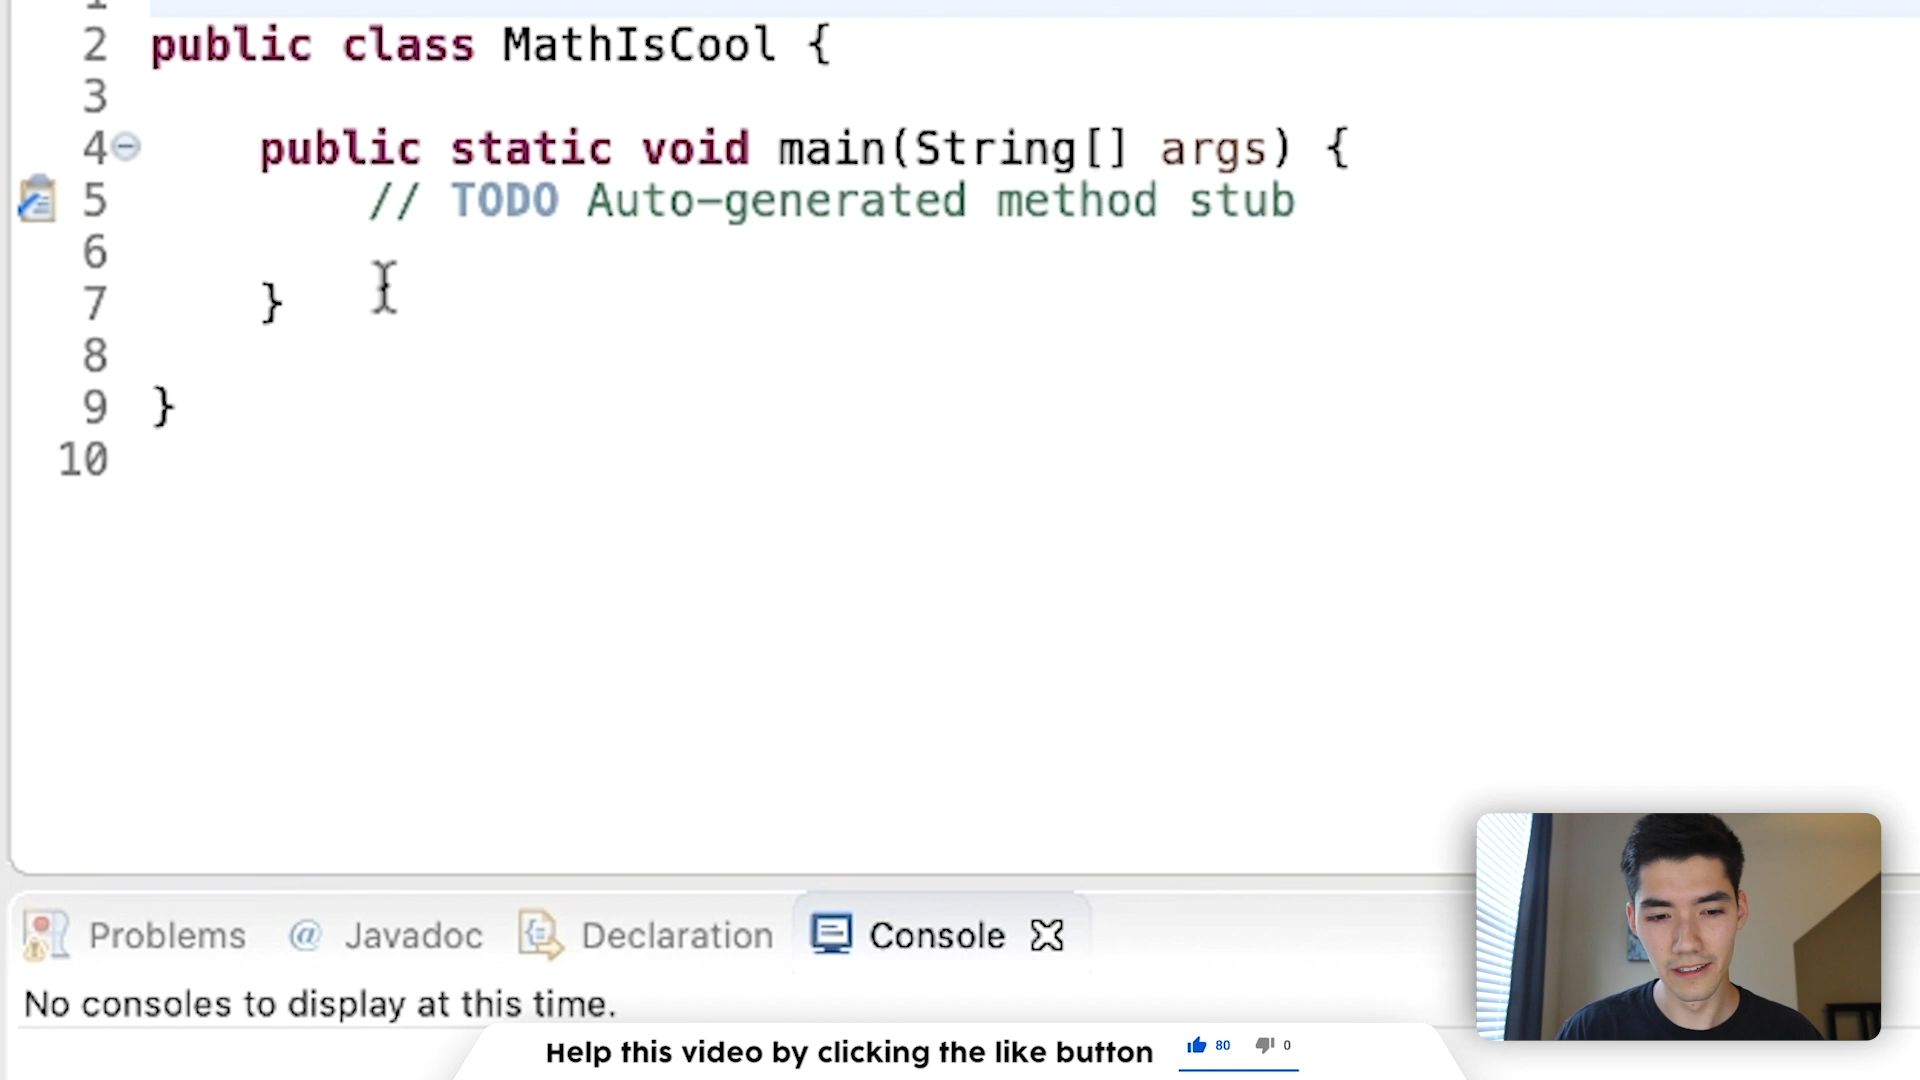 2 public class MathIsCool {
3
4 public static void main(String[] args) {
5 // TODO Auto-generated method stub
6
7 }
8
9 }
10
Problems @ Javadoc Declaration Console
No consoles to display at this time.
Help this video by clicking the like button 80 0